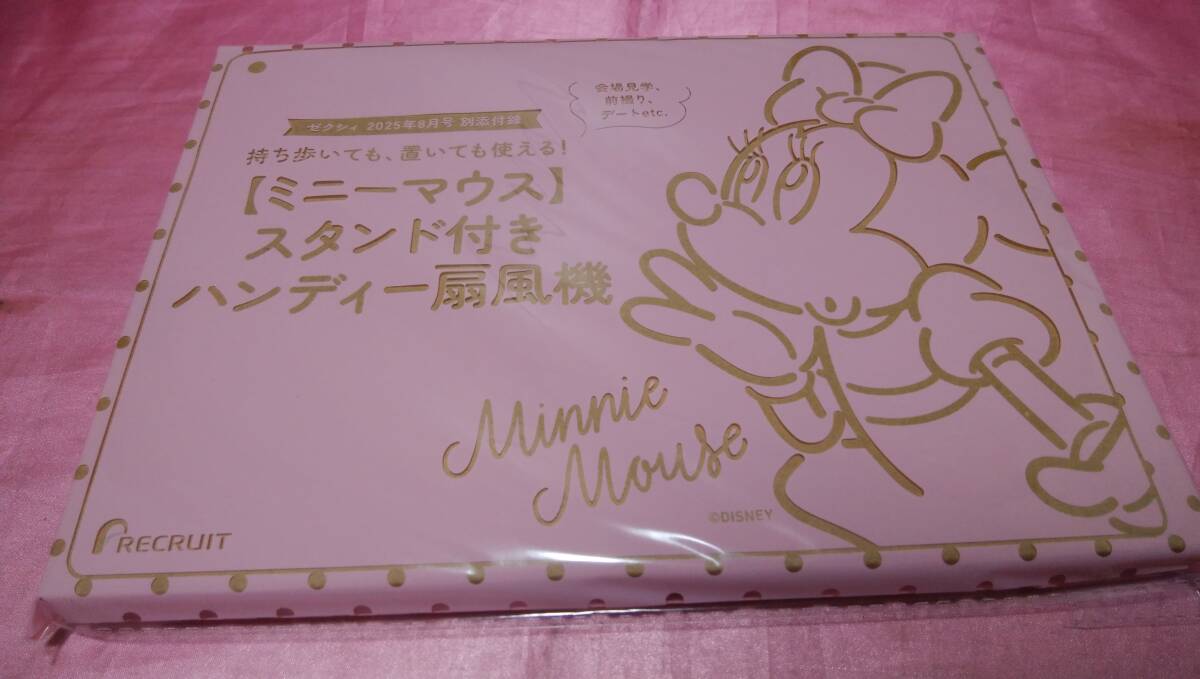 会場見学、
前撮り、
デートetc.
ゼクシィ 2025年8月号 別添付録
持ち歩いても、置いても使える!
【ミニーマウス】
スタンド付き
ハンディー扇風機
Minnie
Mouse
©DISNEY
RECRUIT